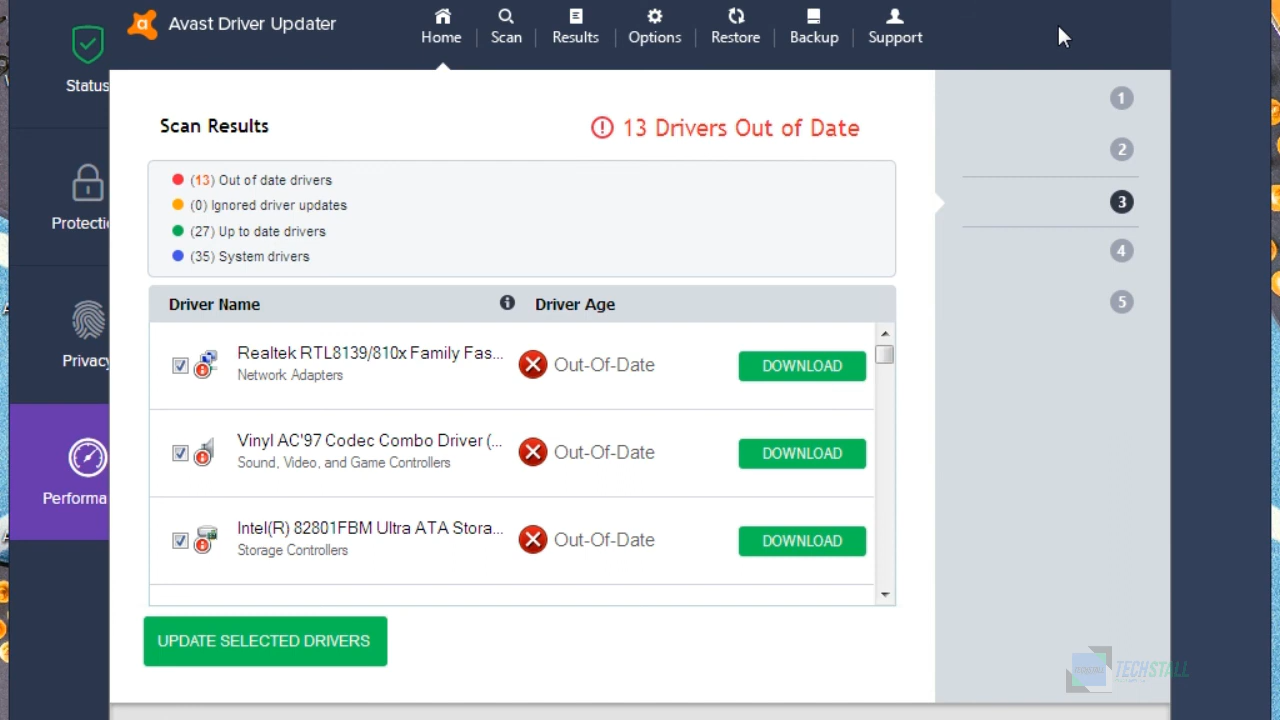 Avast Driver Updater
Home
Scan
Results
Options
Restore
Backup
Support
Status
Protecti
Privacy
Performa
Scan Results
13 Drivers Out of Date
(13) Out of date drivers
(0) Ignored driver updates
(27) Up to date drivers
(35) System drivers
Driver Name
Driver Age
Realtek RTL8139/810x Family Fas...
Network Adapters
Out-Of-Date
DOWNLOAD
Vinyl AC'97 Codec Combo Driver (...
Sound, Video, and Game Controllers
Out-Of-Date
DOWNLOAD
Intel(R) 82801FBM Ultra ATA Stora...
Storage Controllers
Out-Of-Date
DOWNLOAD
UPDATE SELECTED DRIVERS
1
2
3
4
5
TECHSTALL